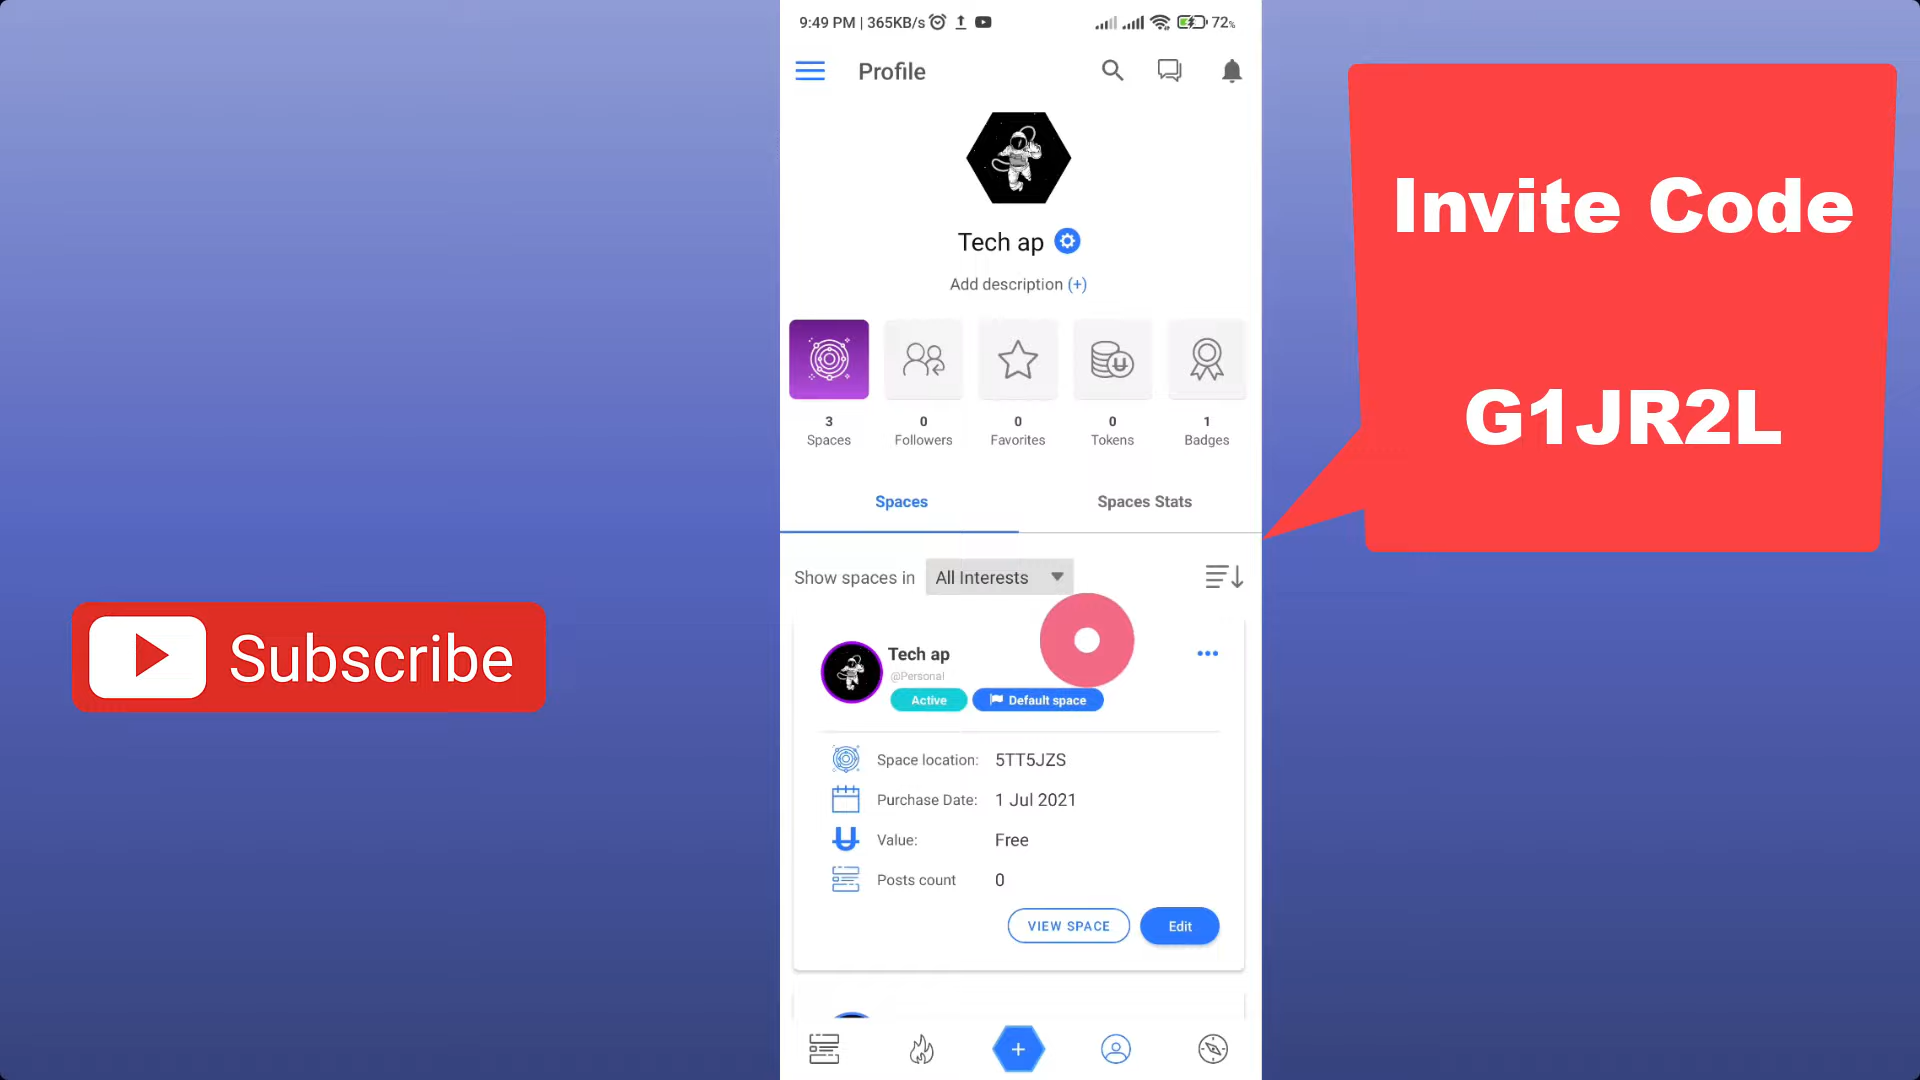 9:49 PM | 365KB/s
72%
Profile
Tech ap
Add description (+)
3
Spaces
0
Followers
0
Favorites
0
Tokens
1
Badges
Spaces
Spaces Stats
Show spaces in
All Interests
Tech ap
@Personal
Active
Default space
Space location: 5TT5JZS
Purchase Date: 1 Jul 2021
Value: Free
Posts count 0
VIEW SPACE
Edit
Subscribe
Invite Code
G1JR2L